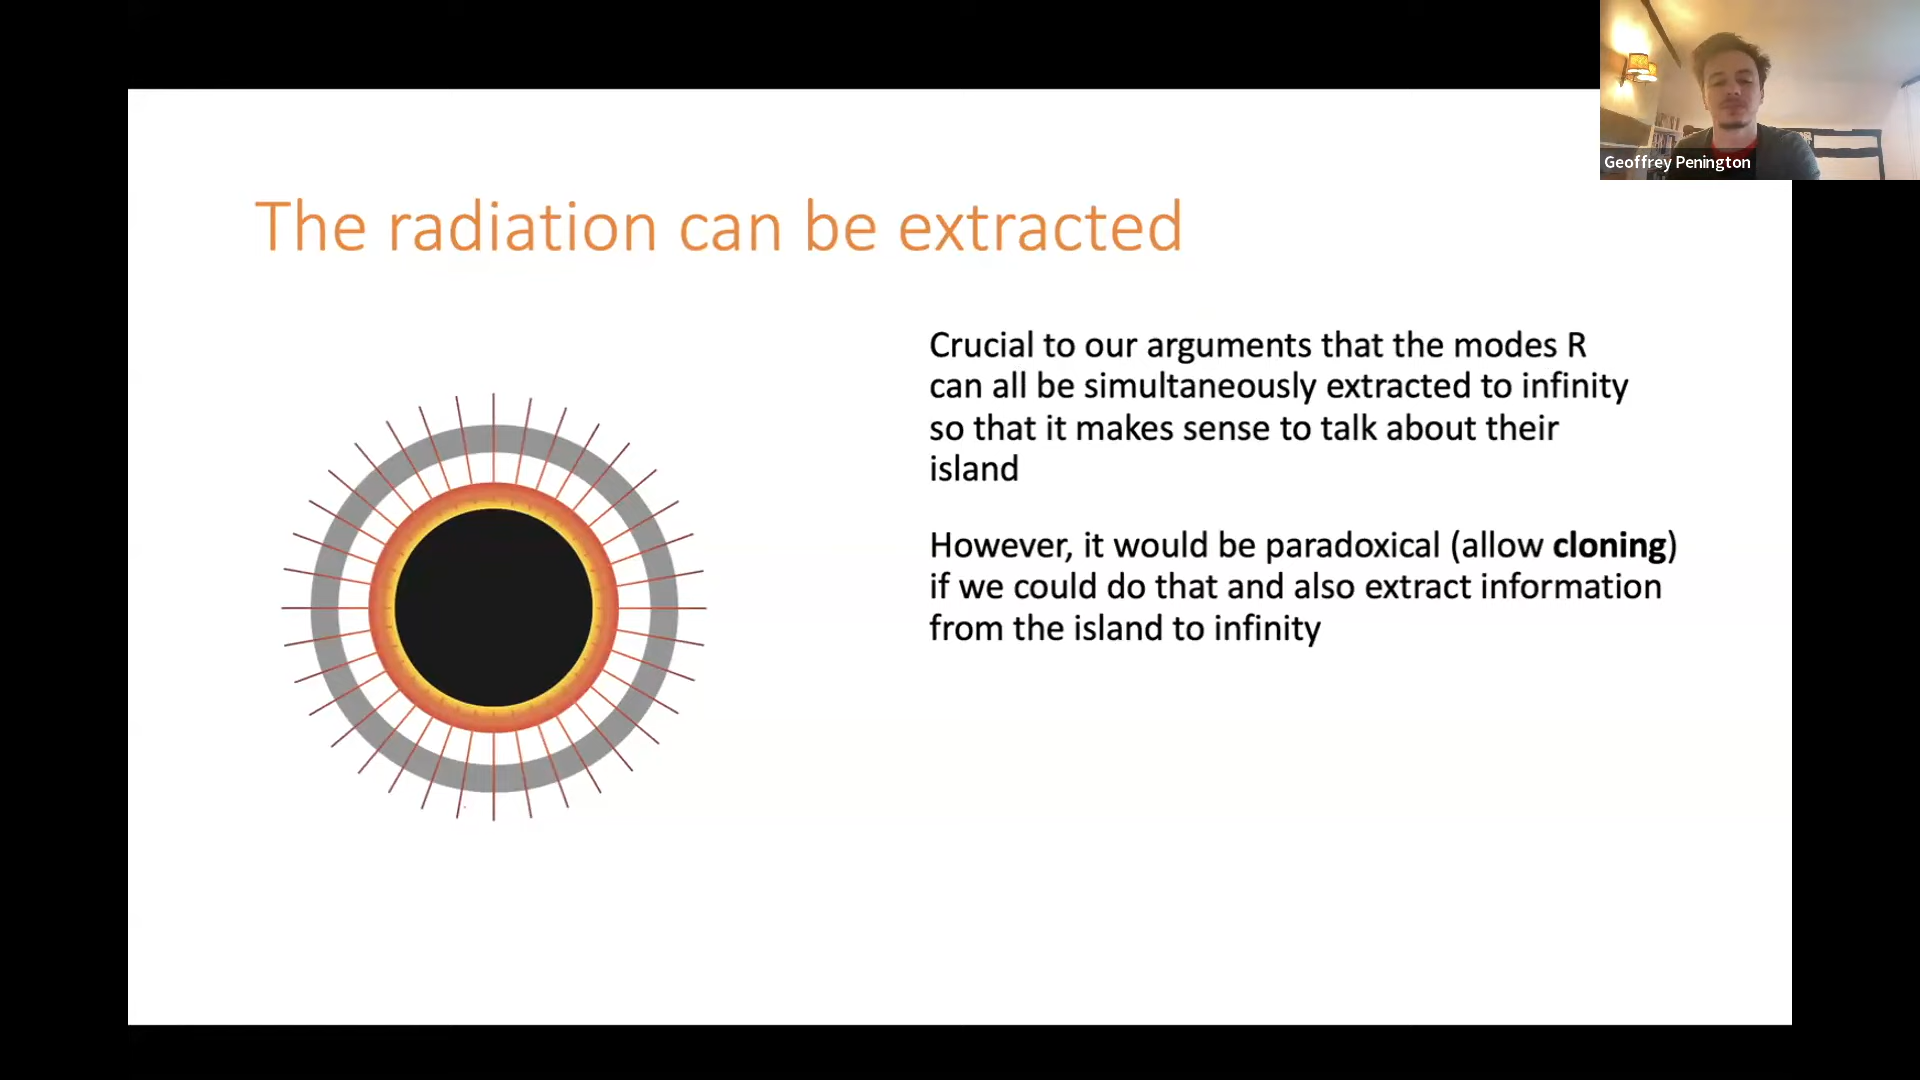 Geoffrey Penington
The radiation can be extracted
Crucial to our arguments that the modes R
can all be simultaneously extracted to infinity
so that it makes sense to talk about their
island
However, it would be paradoxical (allow cloning)
if we could do that and also extract information
from the island to infinity